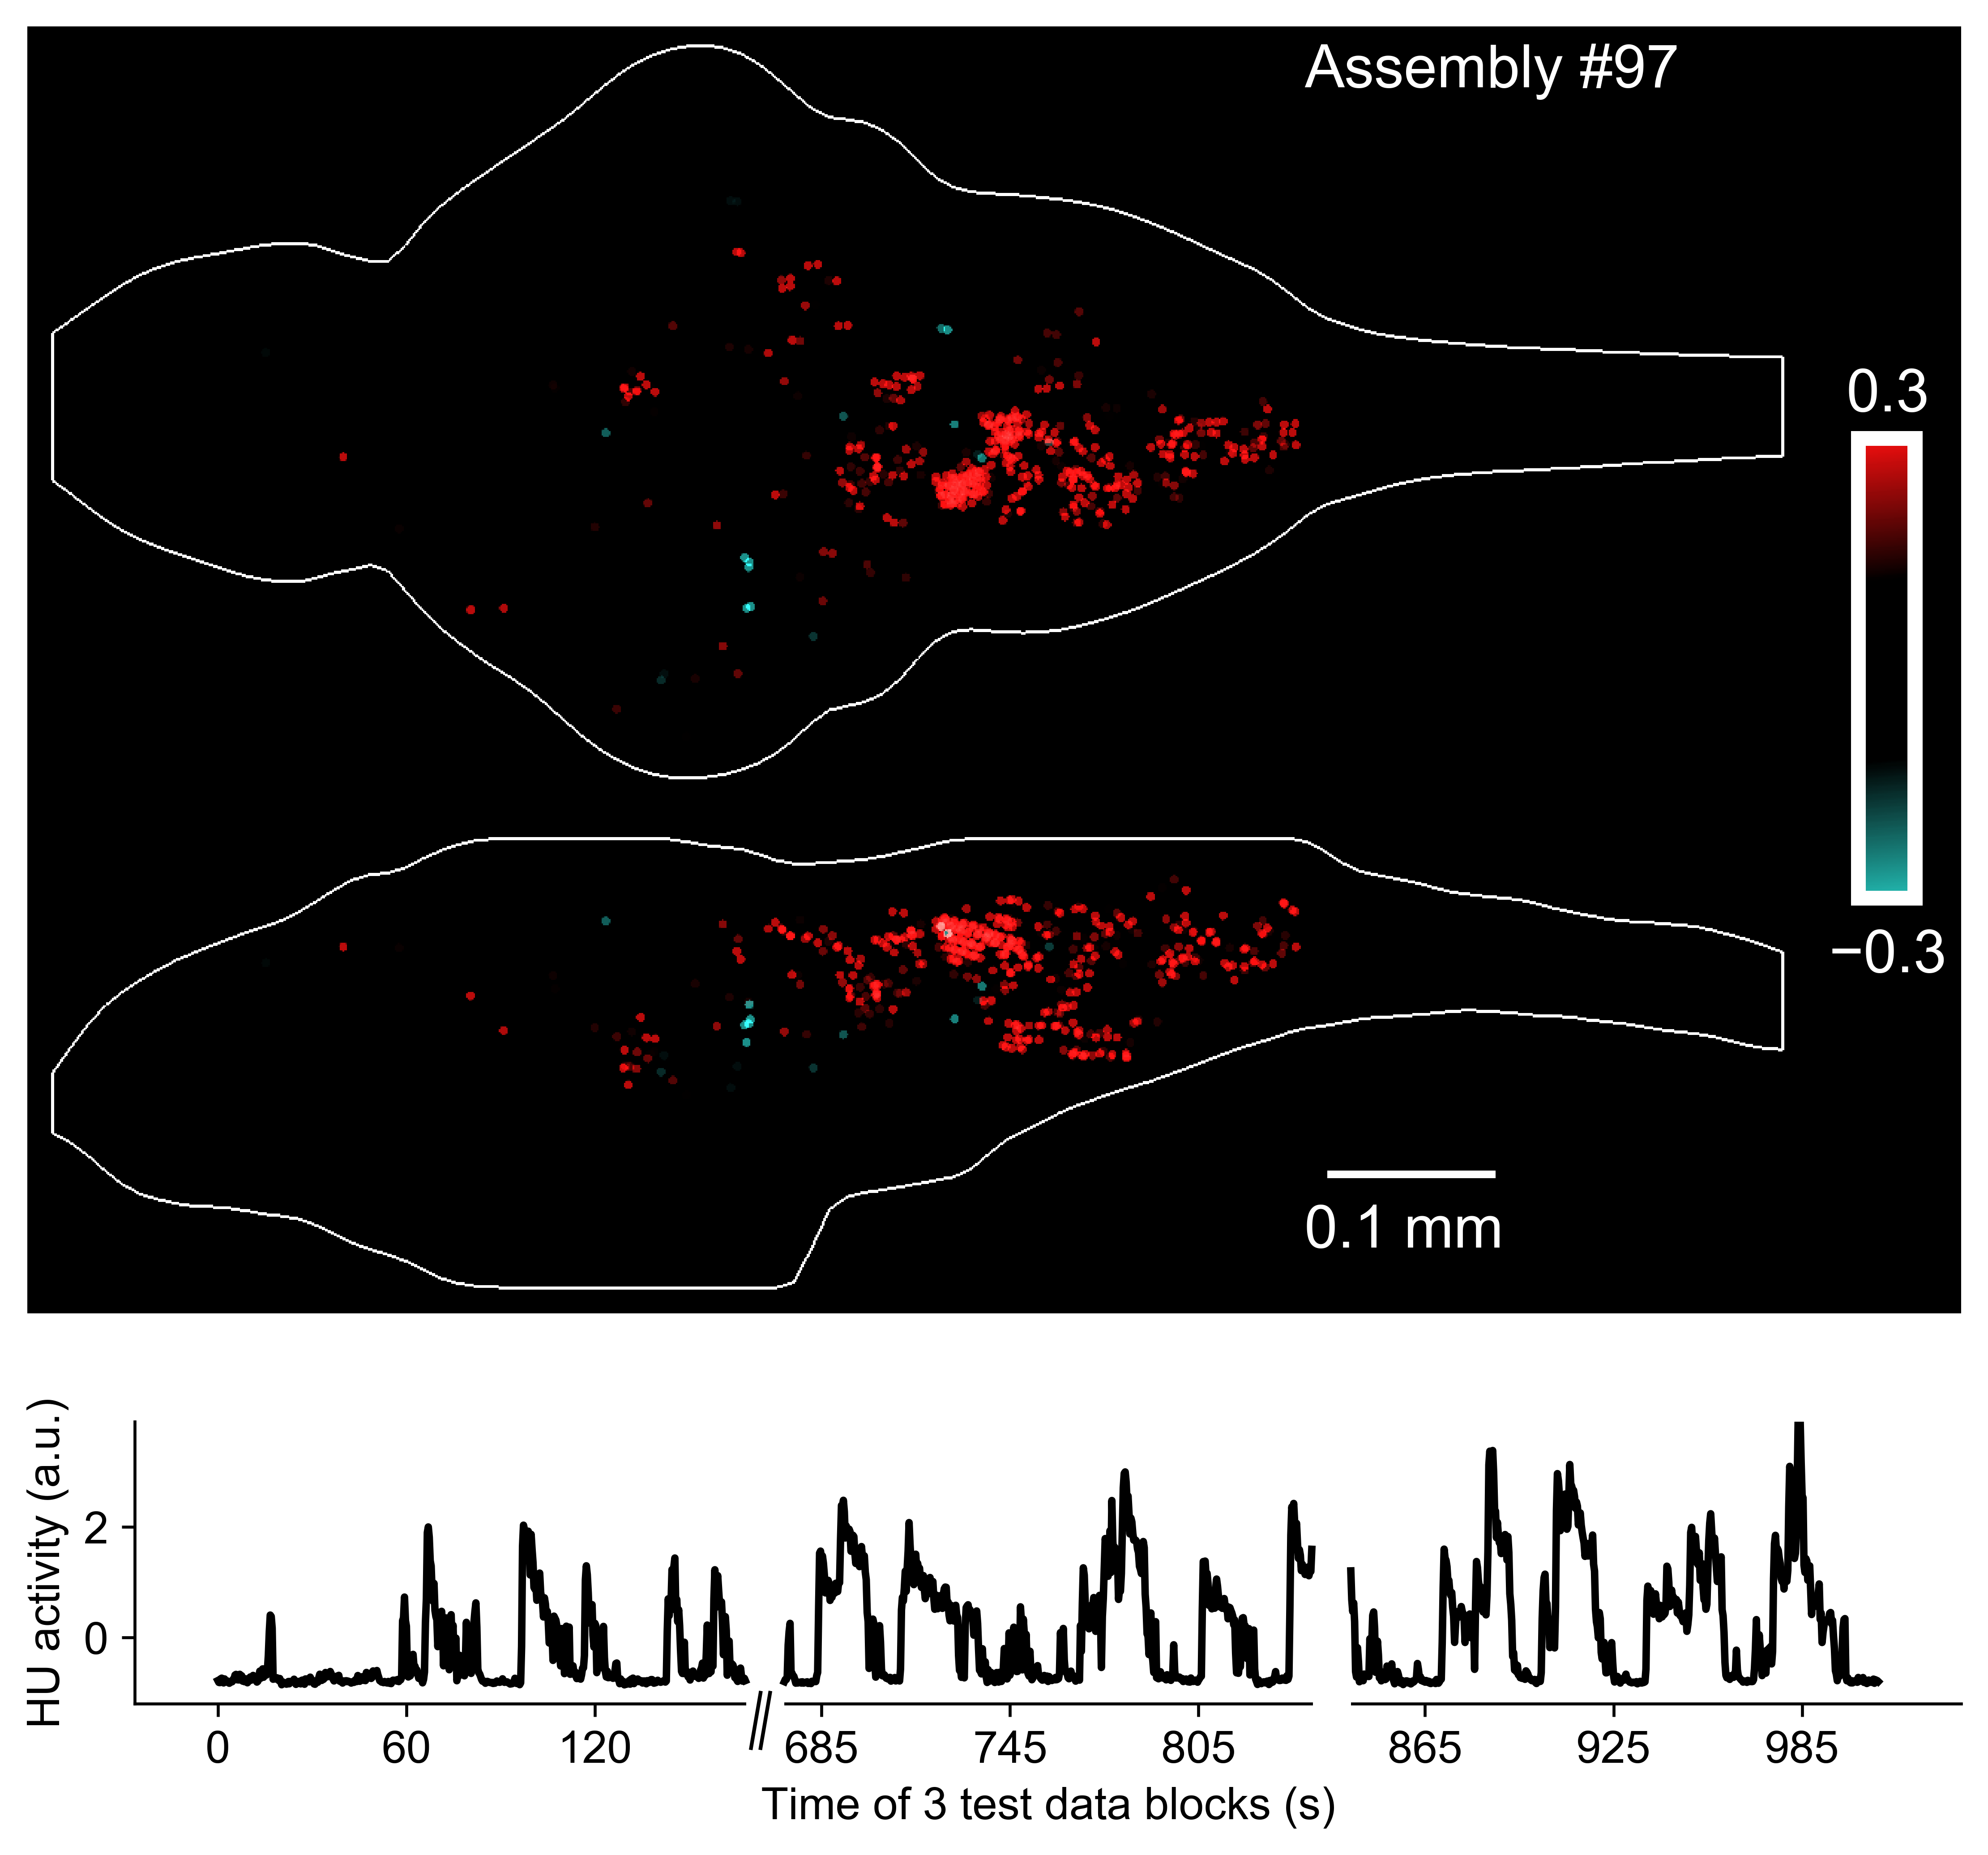 Assembly #97
0.3
−0.3
0.1 mm
HU activity (a.u.)
2
0
0 60 120 685 745 805 865 925 985
Time of 3 test data blocks (s)